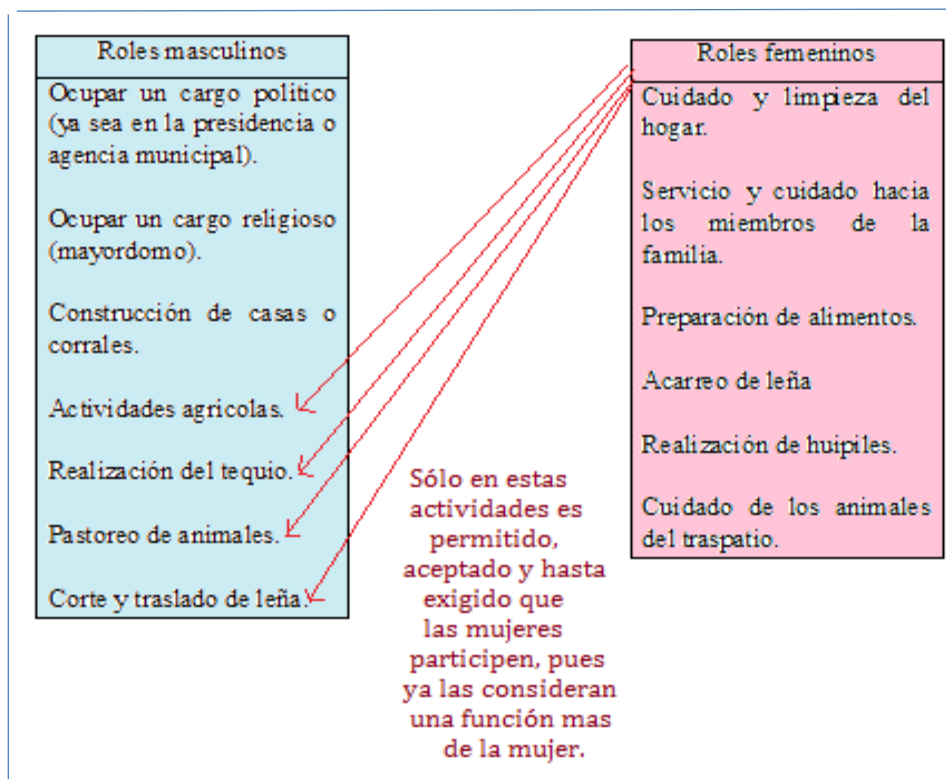 Roles masculinos
Ocupar un cargo politico
(ya sea en la presidencia o
agencia municipal).
Ocupar un cargo religioso
(mayordomo).
Construcción de casas o
corrales.
Actividades agrícolas.
Realización del tequio.
Pastoreo de animales.
Corte y traslado de leña.
Roles femeninos
Cuidado y limpieza del
hogar.
Servicio y cuidado hacia
los miembros de la
familia.
Preparación de alimentos.
Acarreo de leña
Realización de huipiles.
Cuidado de los animales
del traspatio.
Sólo en estas
actividades es
permitido,
aceptado y hasta
exigido que
las mujeres
participen, pues
ya las consideran
una función mas
de la mujer.